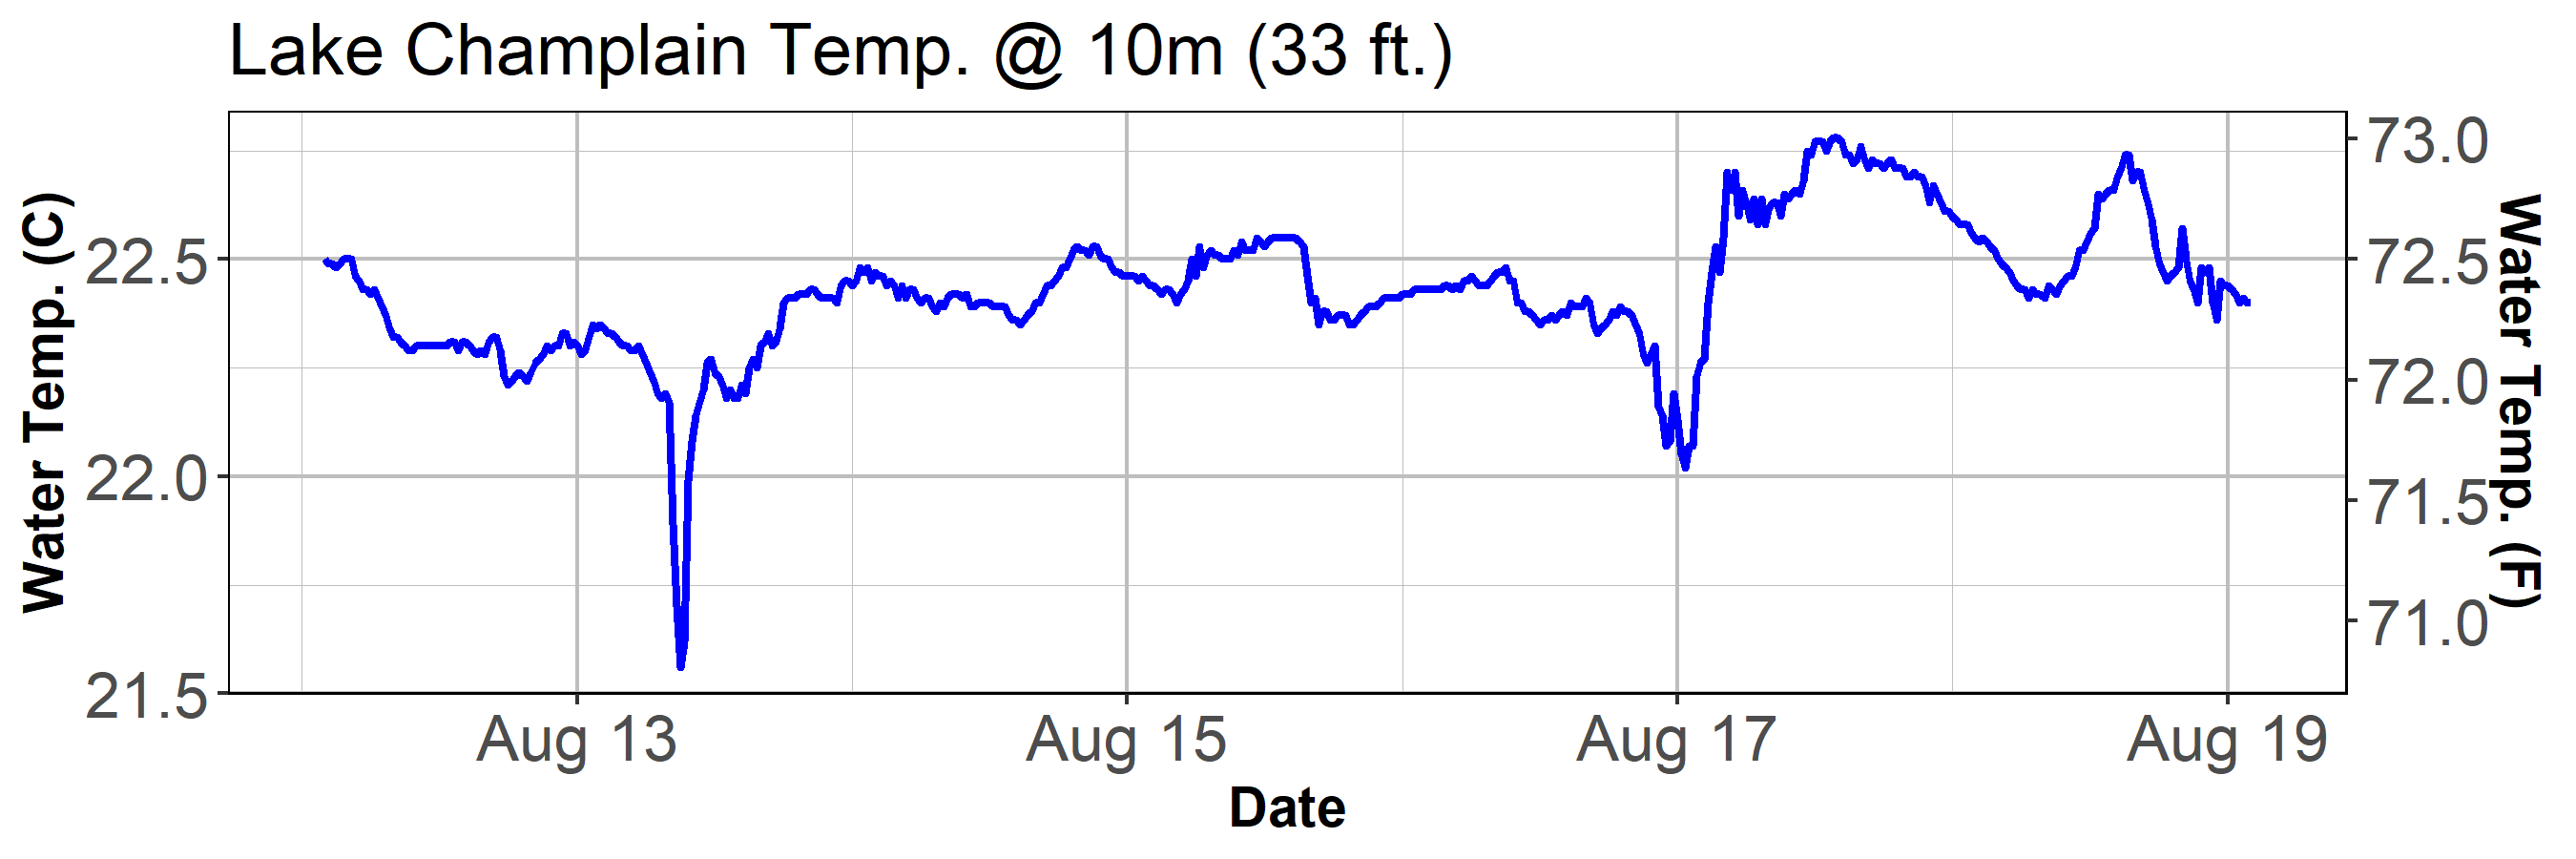 Lake Champlain Temp. @ 10m (33 ft.)
Water Temp. (C)
22.5
22.0
21.5
73.0
72.5
72.0
71.5
71.0
Water Temp. (F)
Aug 13
Aug 15
Aug 17
Aug 19
Date